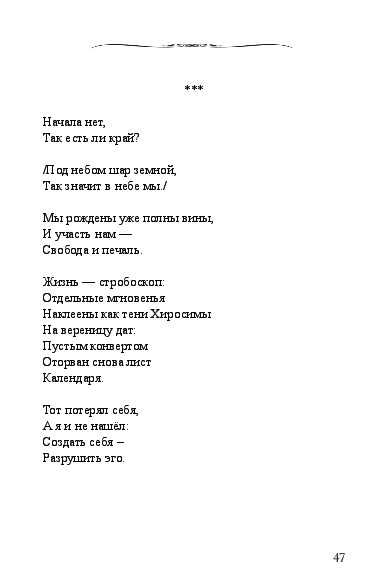 ***
Начала нет,
Так есть ли край?
/Под небом шар земной,
Так значит в небе мы./
Мы рождены уже полны вины,
И участь нам —
Свобода и печаль.
Жизнь — стробоскоп:
Отдельные мгновенья
Наклеены как тени Хиросимы
На вереницу дат:
Пустым конвертом
Оторван снова лист
Календаря.
Тот потерял себя,
А я и не нашёл:
Создать себя –
Разрушить эго.
47